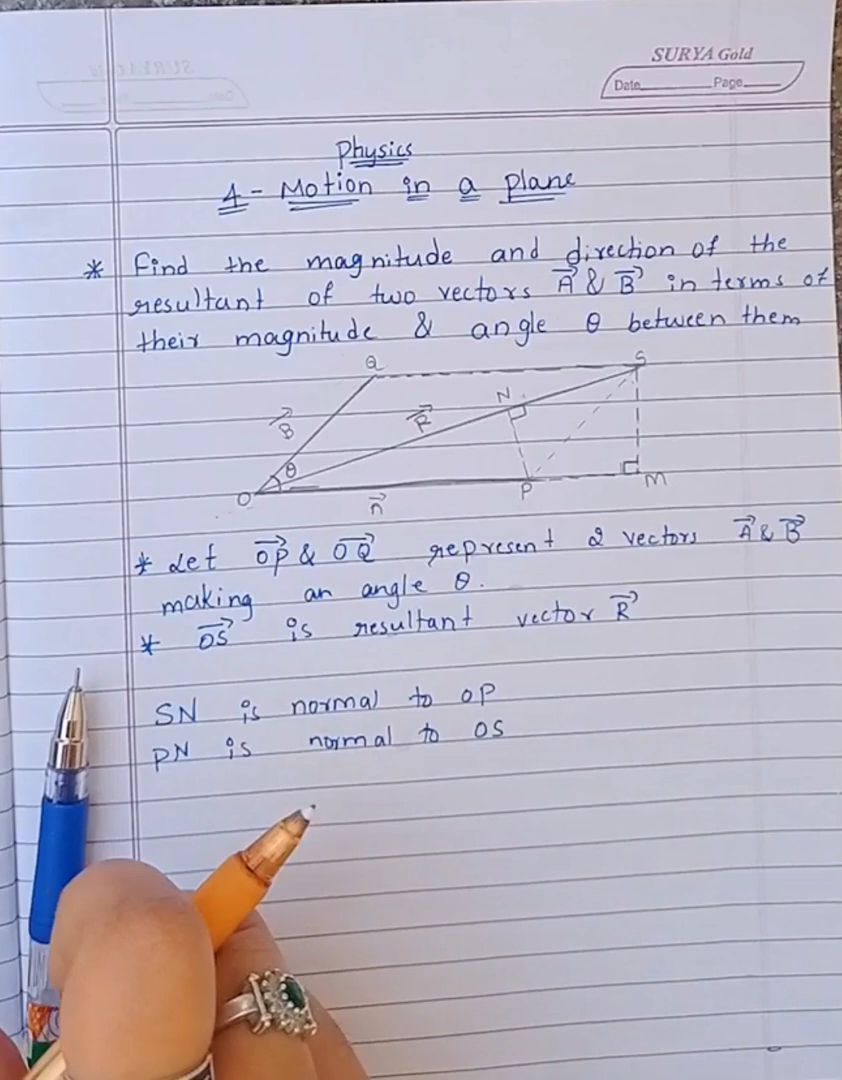 SURYA Gold
Date Page
Physics
4 - Motion in a plane
* Find the magnitude and direction of the
resultant of two vectors A⃗ & B⃗ in terms of
their magnitude & angle θ between them
Q S
N
B⃗ R⃗
θ
O P M
* Let OP⃗ & OQ⃗ represent 2 vectors A⃗ & B⃗
making an angle θ.
* OS⃗ is resultant vector R⃗
SN is normal to OP
PN is normal to OS